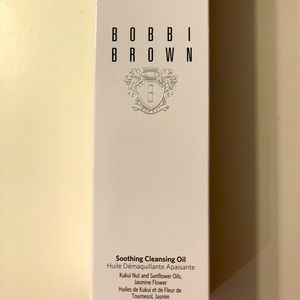 BOBBI
BROWN
B
Soothing Cleansing Oil
Huile Démaquillante Apaisante
Kukui Nut and Sunflower Oils,
Jasmine Flower
Huiles de Kukui et de Fleur de
Tournesol, Jasmin